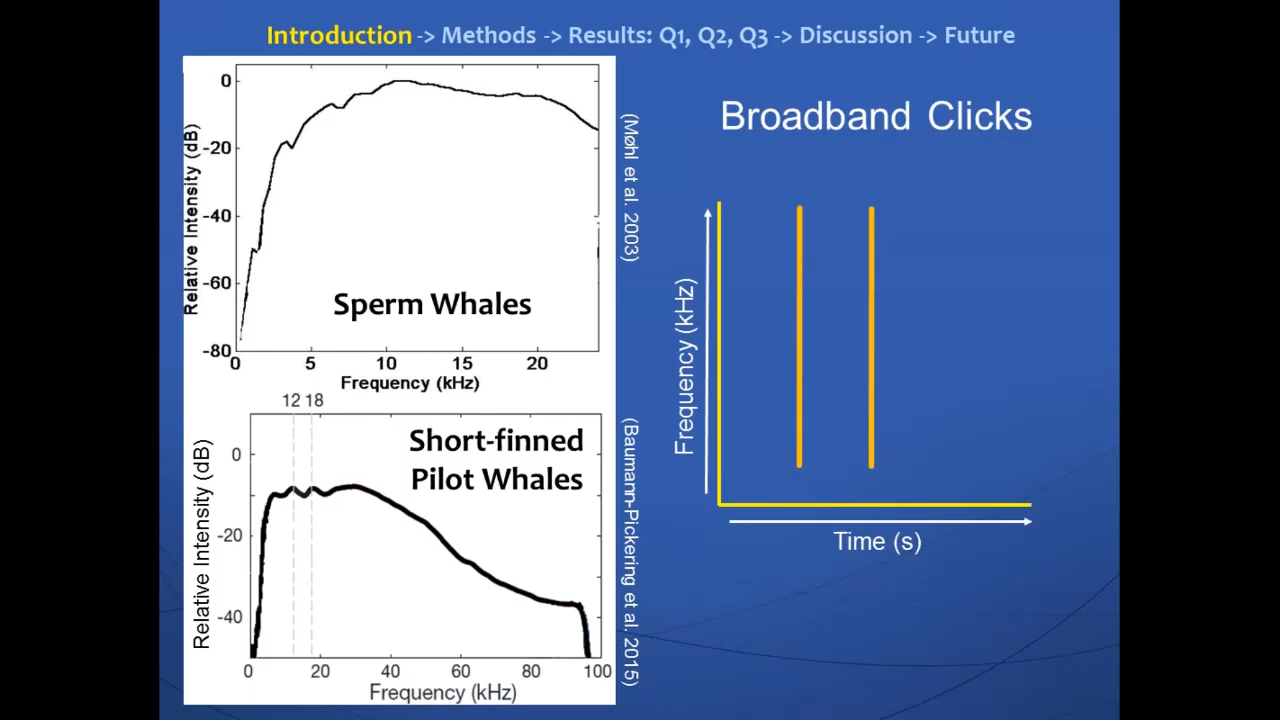 Introduction -> Methods -> Results: Q1, Q2, Q3 -> Discussion -> Future
0
-20
-40
-60
-80
Relative Intensity (dB)
Sperm Whales
0 5 10 15 20
Frequency (kHz)
(Møhl et al. 2003)
12 18
Short-finned
Pilot Whales
0
-20
-40
Relative Intensity (dB)
0 20 40 60 80 100
Frequency (kHz)
(Baumann-Pickering et al. 2015)
Broadband Clicks
Frequency (kHz)
Time (s)